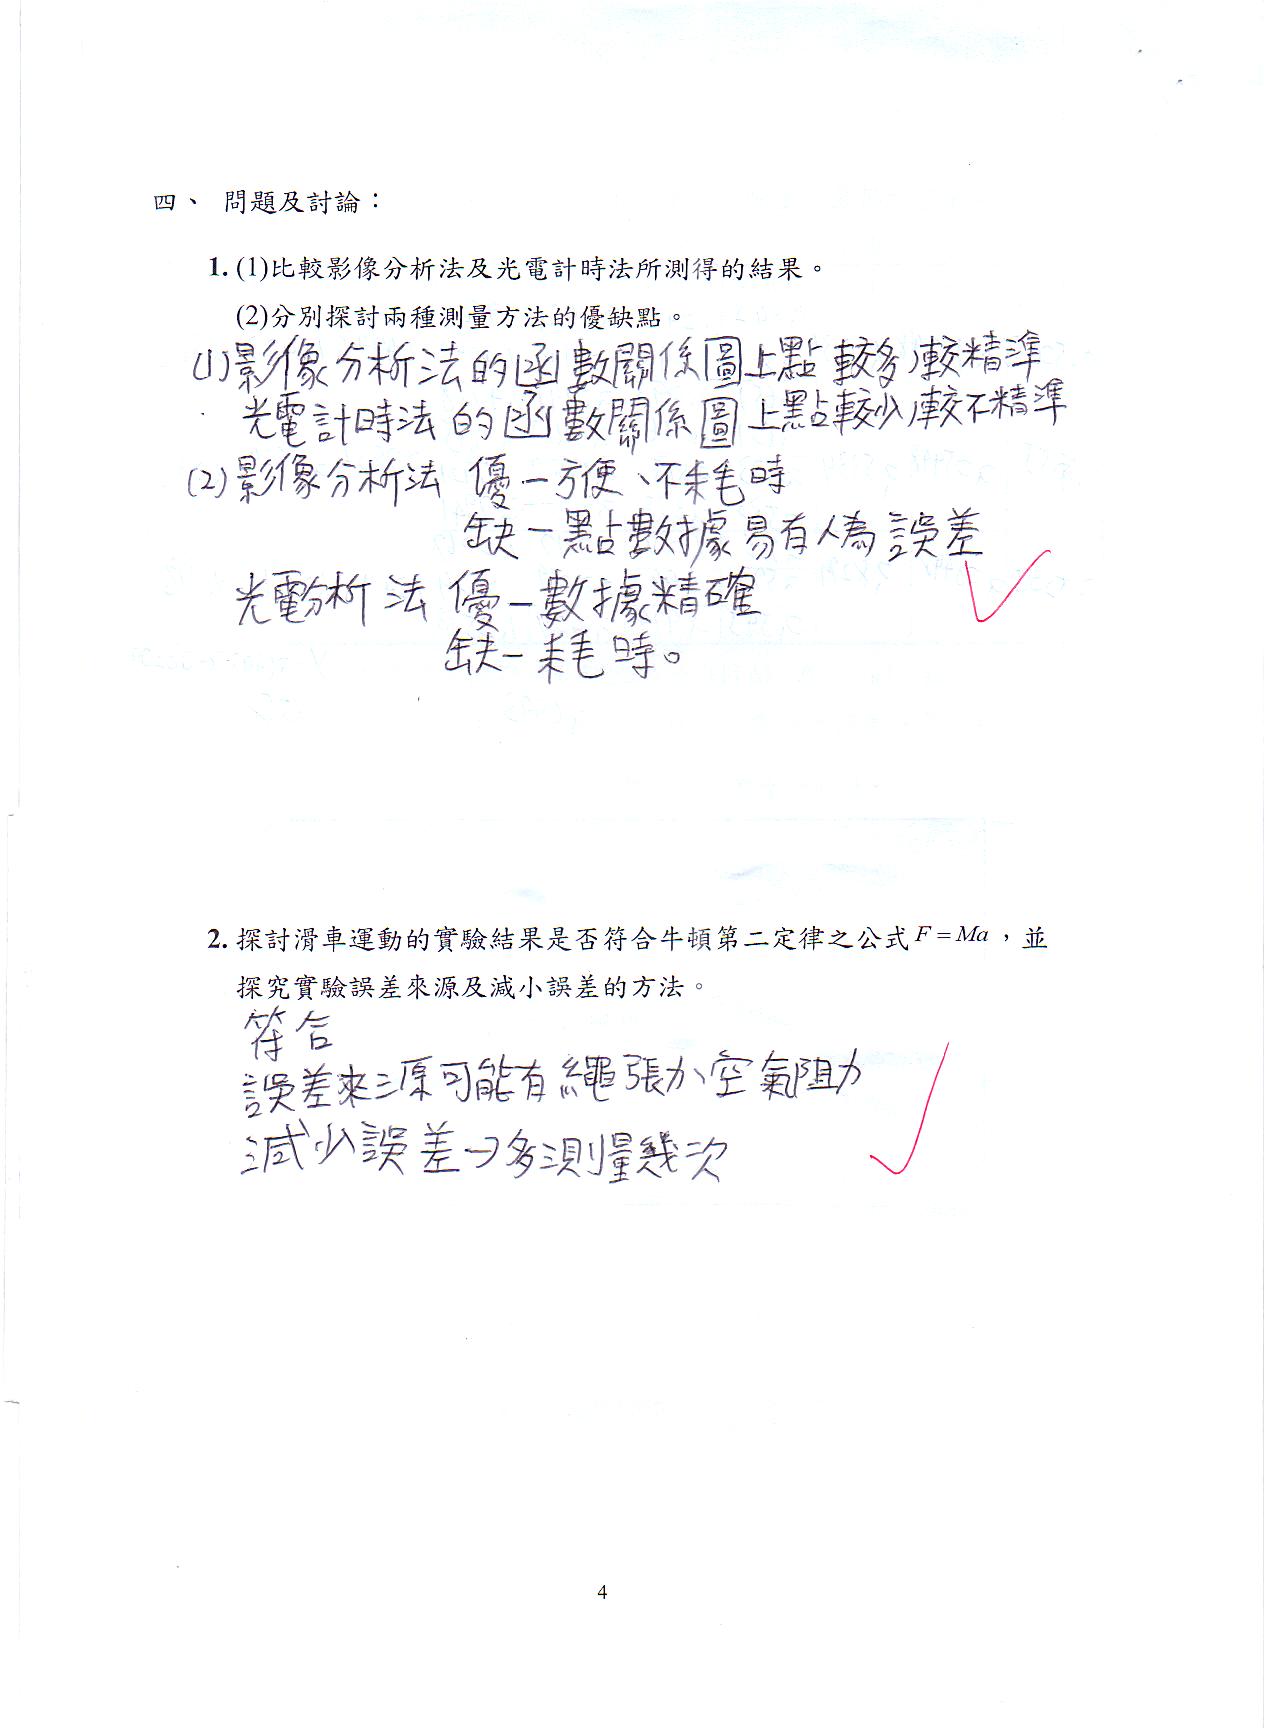 四、 問題及討論：
1. (1)比較影像分析法及光電計時法所測得的結果。
(2)分別探討兩種測量方法的優缺點。
(1)影像分析法的函數關係圖上點較多,較精準
光電計時法的函數關係圖上點較少,較不精準
(2)影像分析法 優－方便、不耗時
缺－點數據易有人為誤差
光電分析法 優－數據精確
缺－耗時。
2. 探討滑車運動的實驗結果是否符合牛頓第二定律之公式F=Ma，並
探究實驗誤差來源及減小誤差的方法。
符合
誤差來源可能有繩張力、空氣阻力
減少誤差→多測量幾次
4